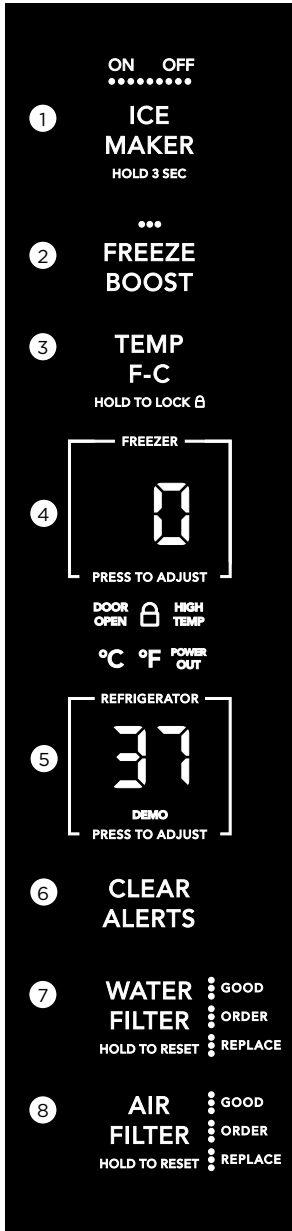 ON OFF
1
ICE
MAKER
HOLD 3 SEC
2
FREEZE
BOOST
3
TEMP
F-C
HOLD TO LOCK
FREEZER
4
0
PRESS TO ADJUST
DOOR
OPEN
HIGH
TEMP
°C °F POWER
OUT
REFRIGERATOR
5
37
DEMO
PRESS TO ADJUST
6
CLEAR
ALERTS
7
WATER
FILTER
HOLD TO RESET
GOOD
ORDER
REPLACE
8
AIR
FILTER
HOLD TO RESET
GOOD
ORDER
REPLACE